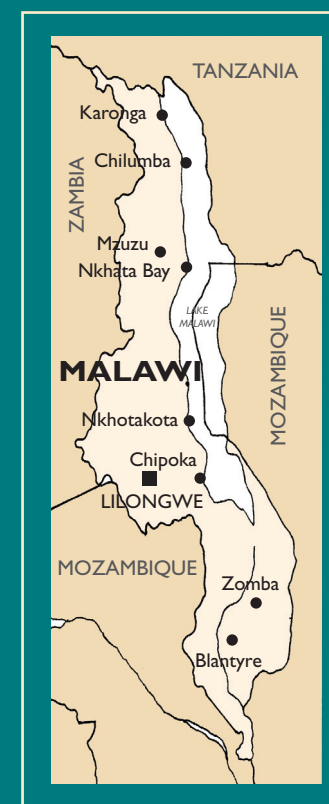 TANZANIA
Karonga
Chilumba
ZAMBIA
Mzuzu
Nkhata Bay
LAKE
MALAWI
MOZAMBIQUE
MALAWI
Nkhotakota
Chipoka
LILONGWE
MOZAMBIQUE
Zomba
Blantyre